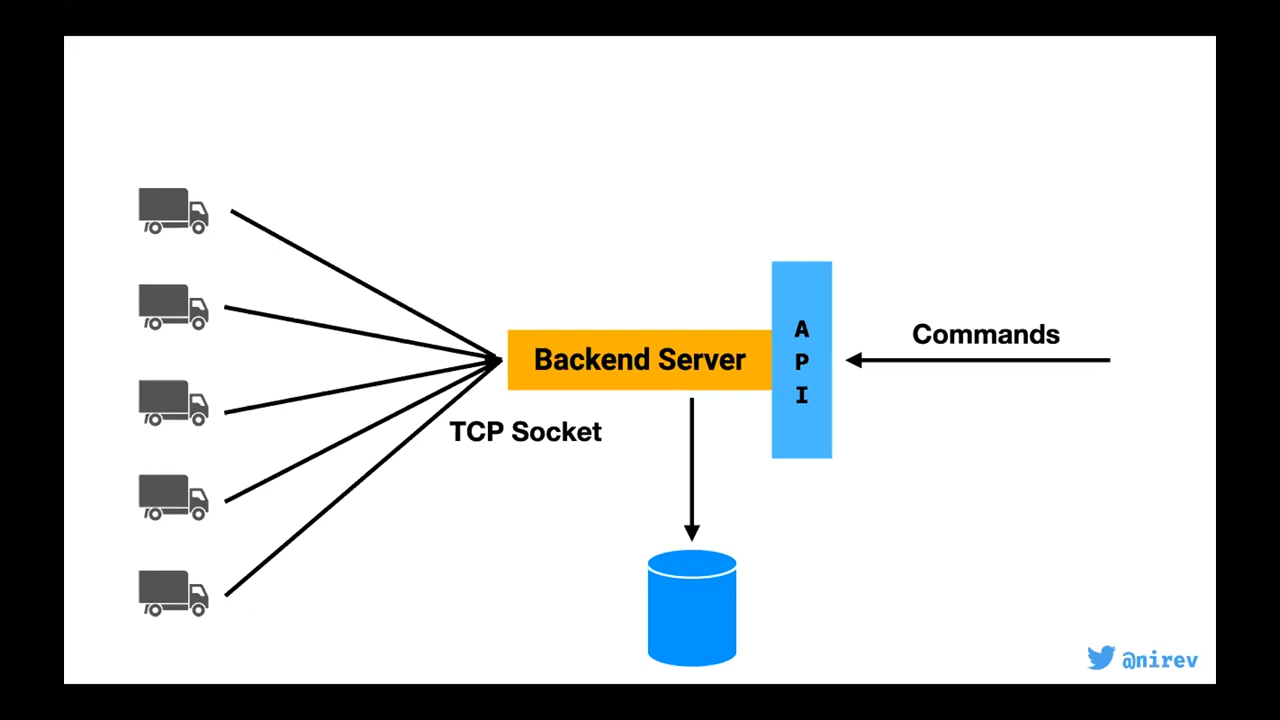 Backend Server
A
P
I
Commands
TCP Socket
@nirev